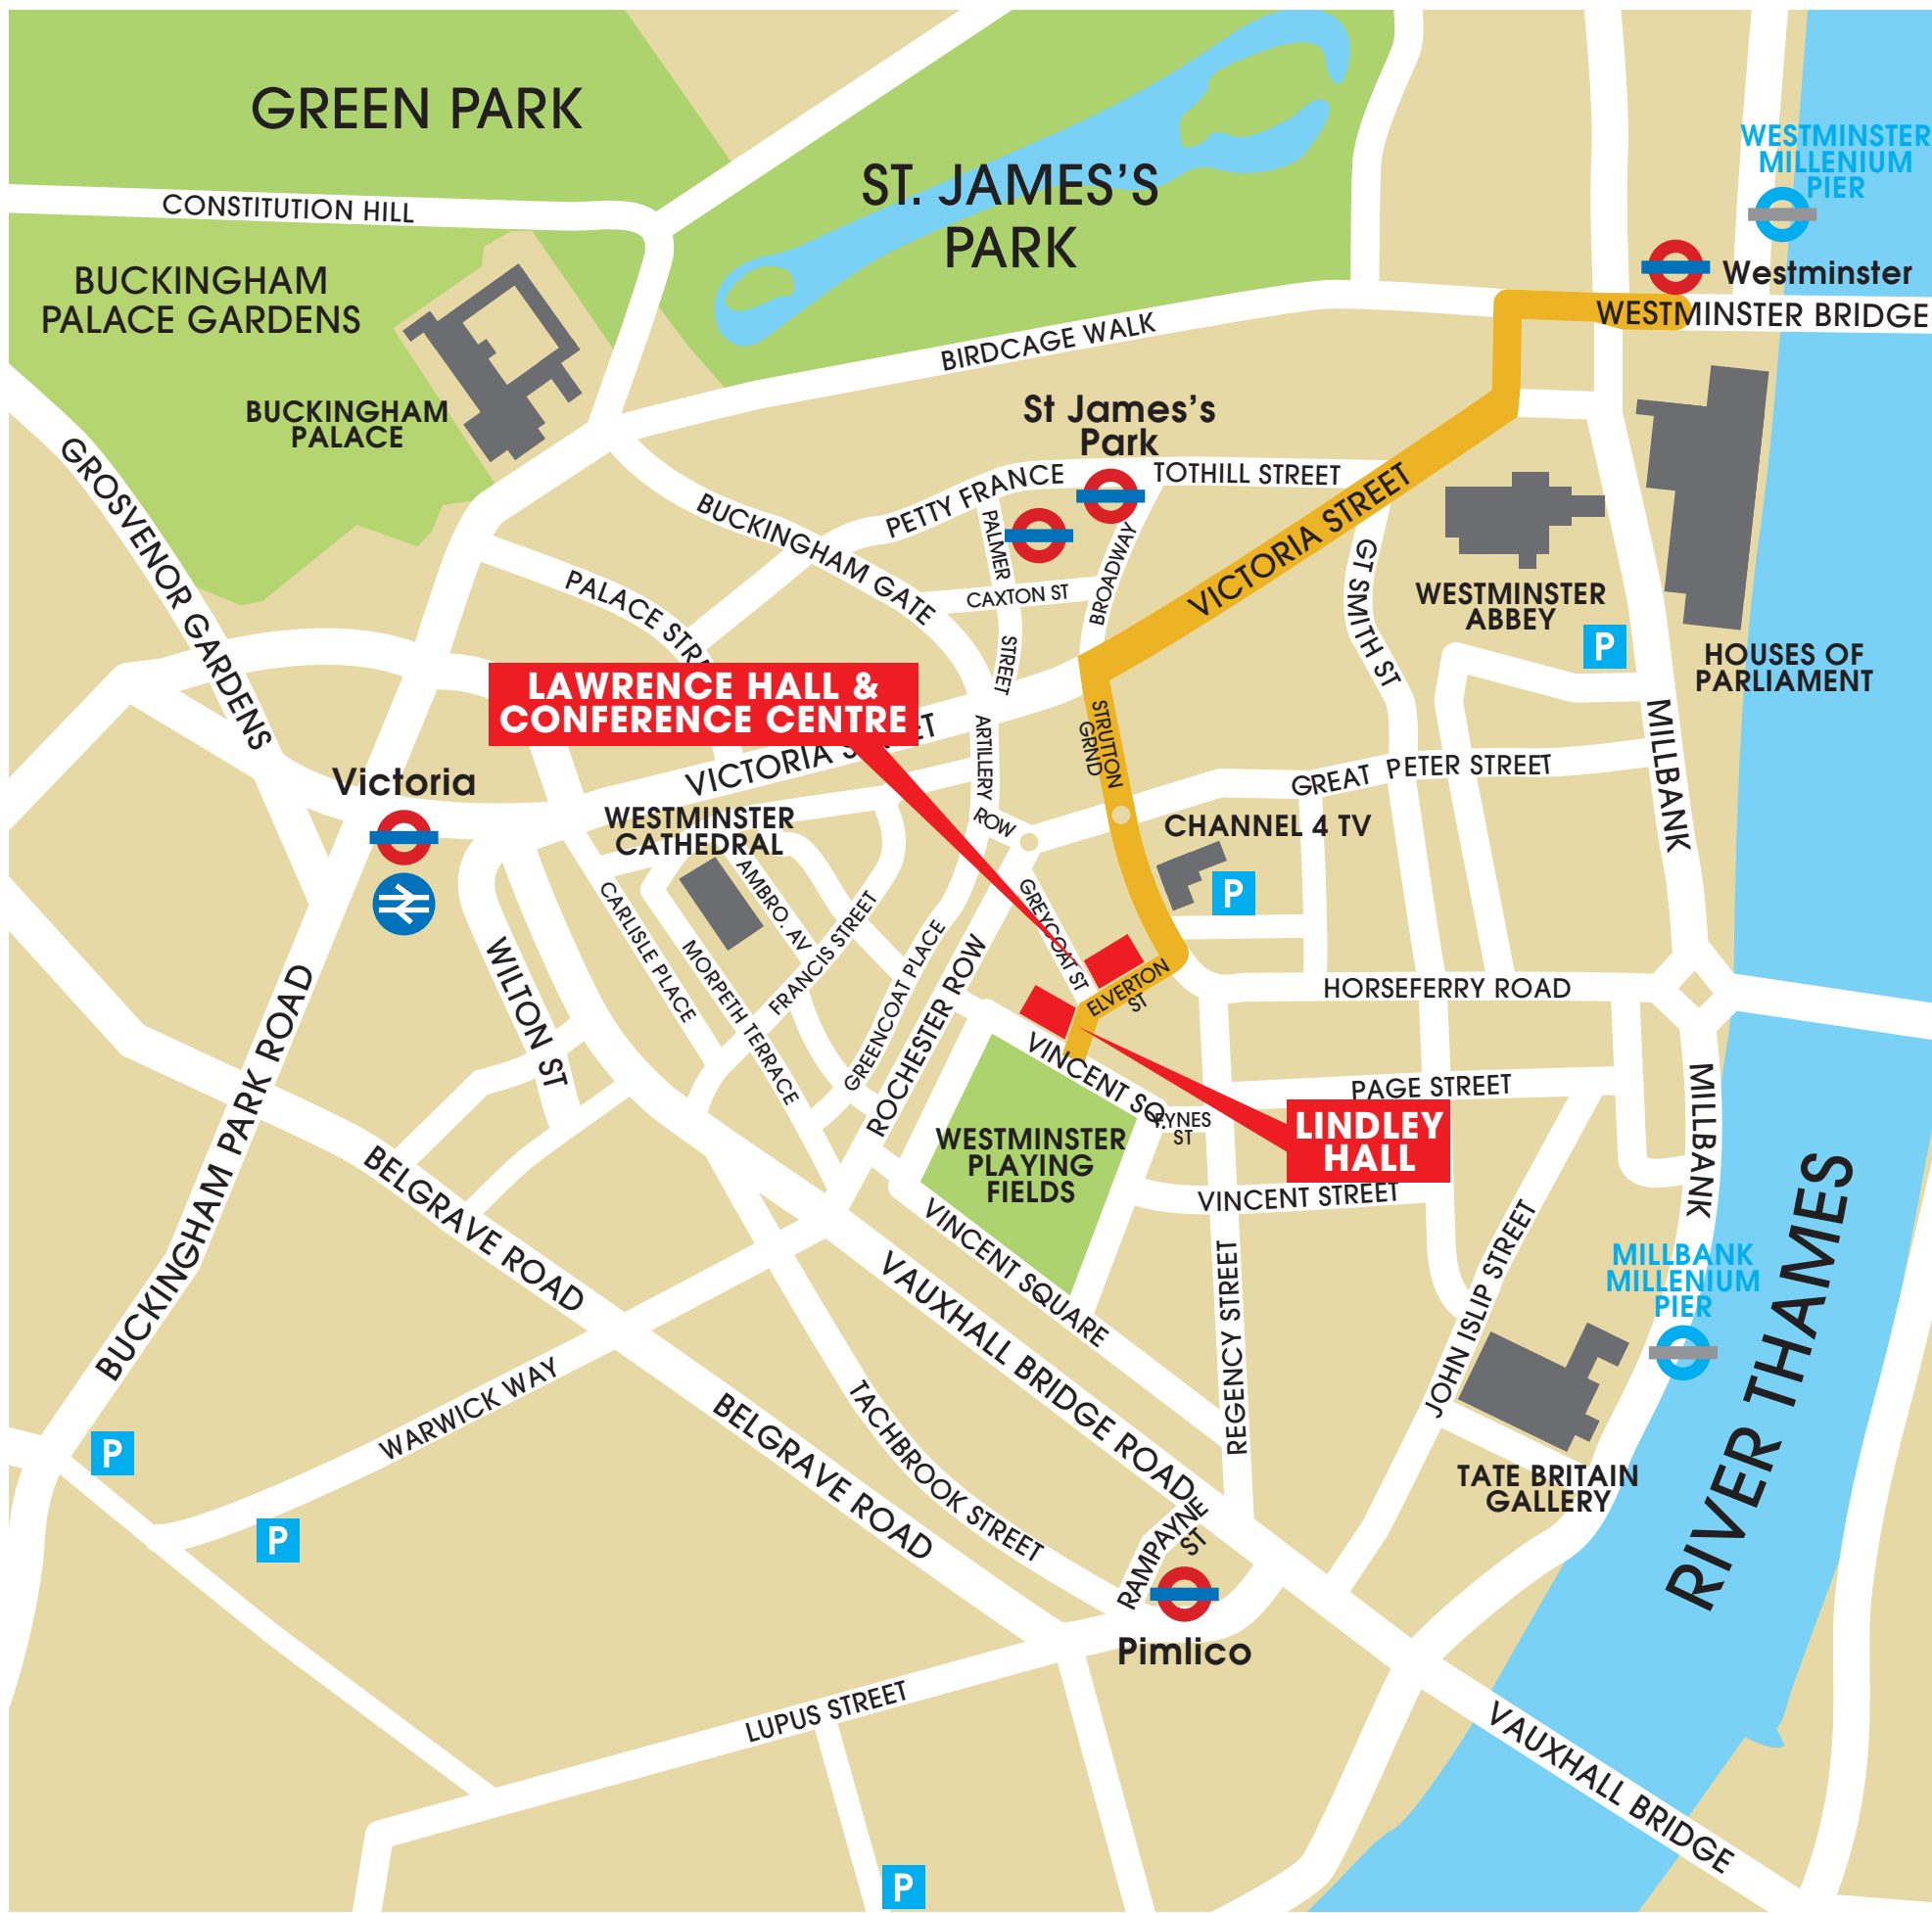 GREEN PARK
ST. JAMES'S
PARK
WESTMINSTER
MILLENIUM
PIER
CONSTITUTION HILL
BUCKINGHAM
PALACE GARDENS
Westminster
WESTMINSTER BRIDGE
BIRDCAGE WALK
BUCKINGHAM
PALACE
St James's
Park
GROSVENOR GARDENS
PETTY FRANCE
TOTHILL STREET
BUCKINGHAM GATE
PALMER
STREET
BROADWAY
VICTORIA STREET
GT SMITH ST
WESTMINSTER
ABBEY
P
PALACE
CAXTON ST
HOUSES OF
PARLIAMENT
LAWRENCE HALL &
CONFERENCE CENTRE
VICTORIA
ARTILLERY
ROW
STRUTTON
GRND
MILLBANK
GREAT PETER STREET
Victoria
WESTMINSTER
CATHEDRAL
CHANNEL 4 TV
P
AMBRO. AV
CARLISLE PLACE
MORPETH TERRACE
FRANCIS STREET
GREENCOAT PLACE
ROCHESTER ROW
GREYCOAT ST
ELVERTON
ST
HORSEFERRY ROAD
WILTON ST
BUCKINGHAM PARK ROAD
VINCENT SQ.
PAGE STREET
LINDLEY
HALL
ST
MILLBANK
WESTMINSTER
PLAYING
FIELDS
BELGRAVE ROAD
VINCENT STREET
VINCENT SQUARE
VAUXHALL BRIDGE ROAD
REGENCY STREET
JOHN ISLIP STREET
MILLBANK
MILLENIUM
PIER
RIVER THAMES
WARWICK WAY
TACHBROOK STREET
BELGRAVE ROAD
P
P
TATE BRITAIN
GALLERY
RAMPAYNE
ST
Pimlico
LUPUS STREET
VAUXHALL BRIDGE
P